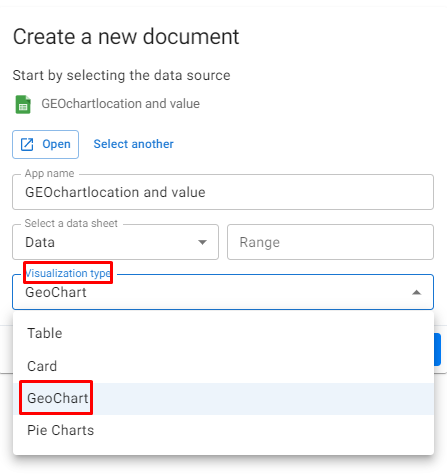 Create a new document
Start by selecting the data source
GEOchartlocation and value
Open Select another
App name
GEOchartlocation and value
Select a data sheet
Data Range
Visualization type
GeoChart
Table
Card
GeoChart
Pie Charts